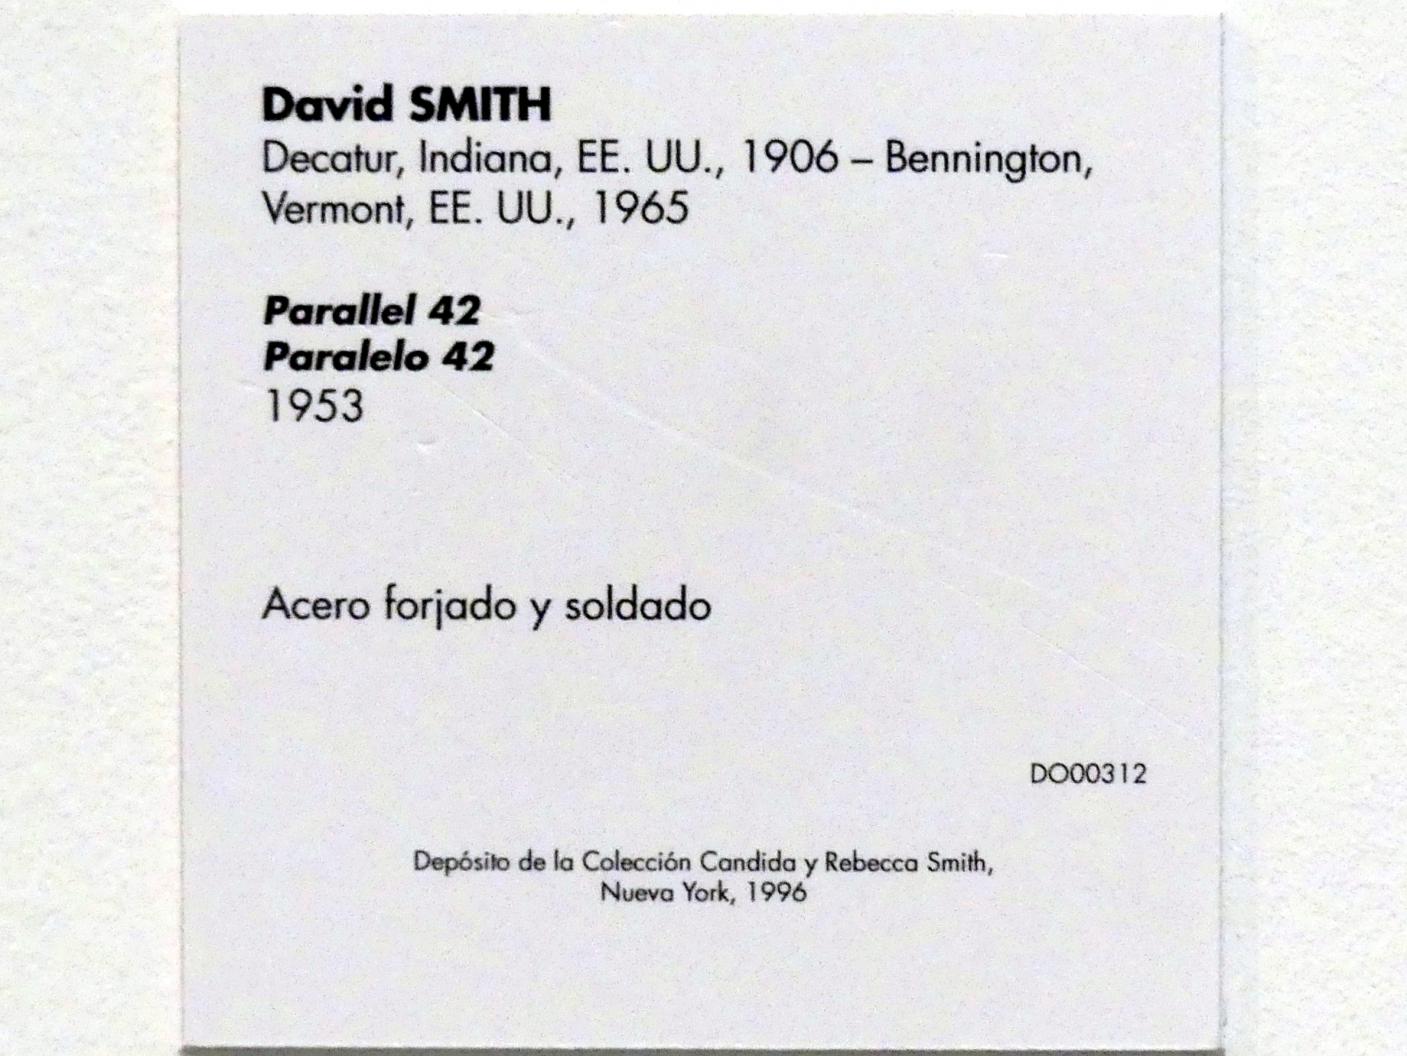 David SMITH
Decatur, Indiana, EE. UU., 1906 – Bennington,
Vermont, EE. UU., 1965
Parallel 42
Paralelo 42
1953
Acero forjado y soldado
DO00312
Depósito de la Colección Candida y Rebecca Smith,
Nueva York, 1996